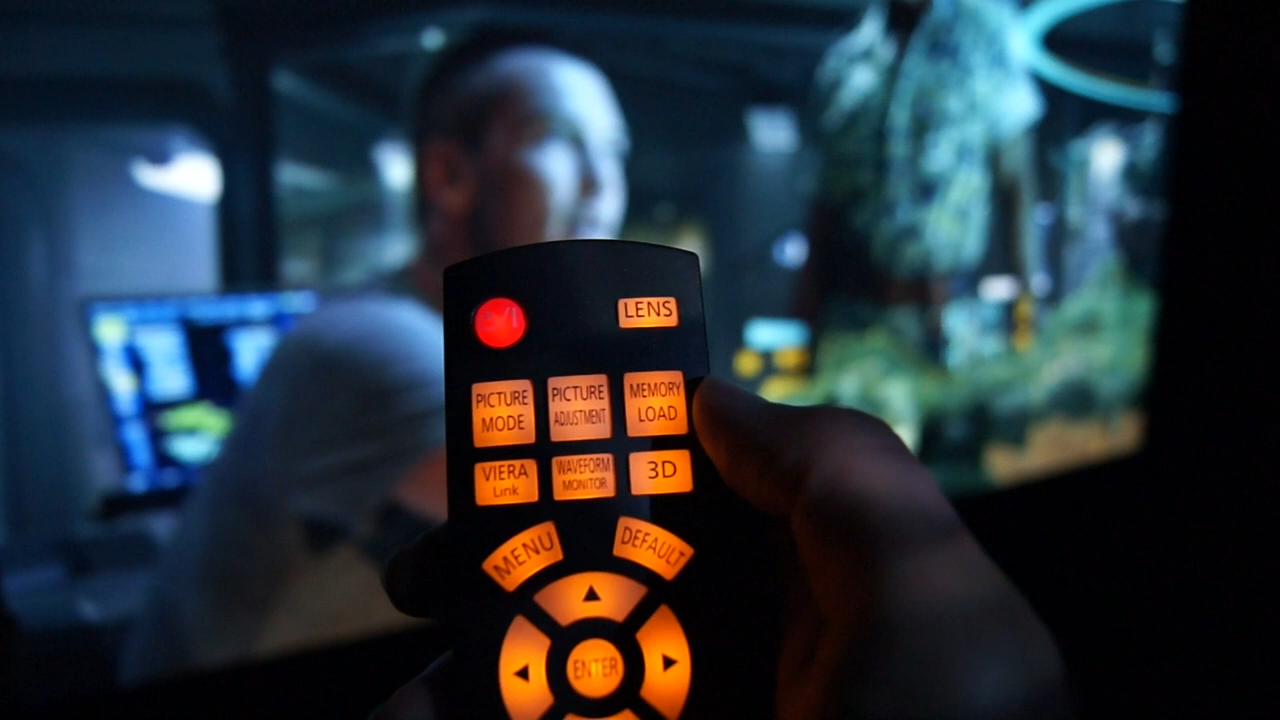 LENS
PICTURE
MODE
PICTURE
ADJUSTMENT
MEMORY
LOAD
VIERA
Link
WAVEFORM
MONITOR
3D
MENU
DEFAULT
ENTER